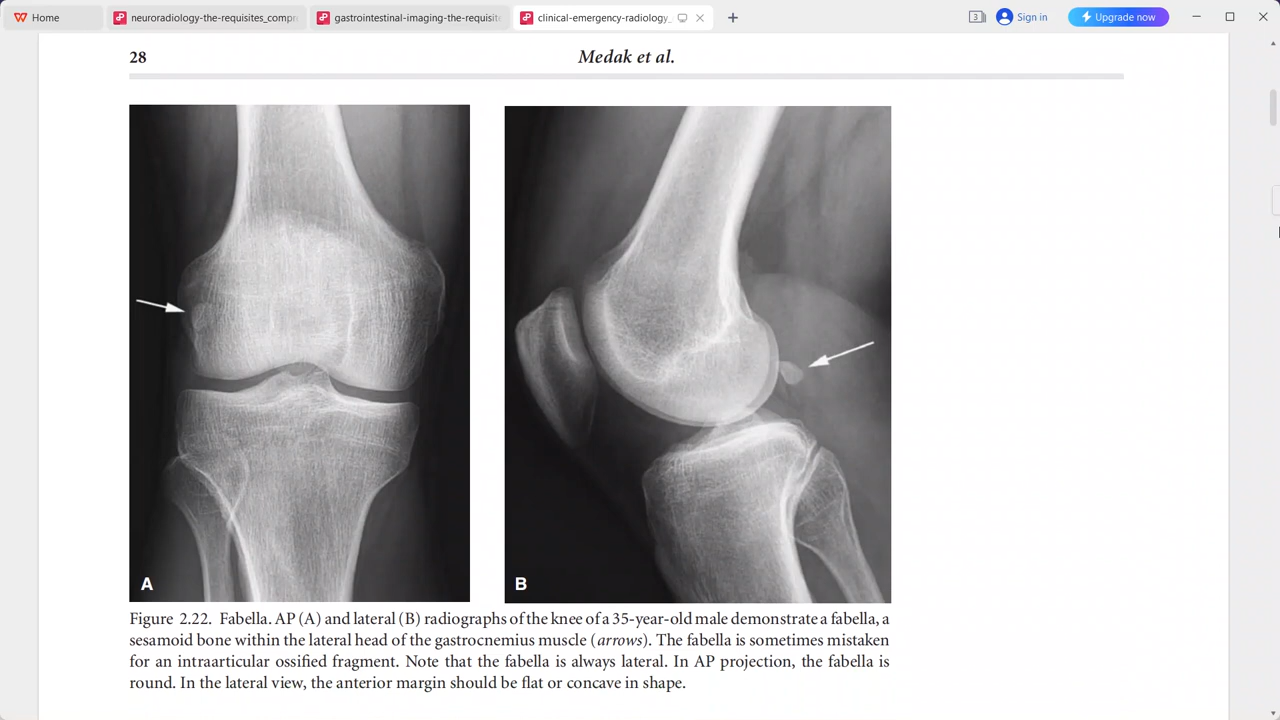 Home
neuroradiology-the-requisites_compr
gastrointestinal-imaging-the-requisite
clinical-emergency-radiology_
3
Sign in
Upgrade now
28
Medak et al.
A
B
Figure 2.22. Fabella. AP (A) and lateral (B) radiographs of the knee of a 35-year-old male demonstrate a fabella, a
sesamoid bone within the lateral head of the gastrocnemius muscle (arrows). The fabella is sometimes mistaken
for an intraarticular ossified fragment. Note that the fabella is always lateral. In AP projection, the fabella is
round. In the lateral view, the anterior margin should be flat or concave in shape.